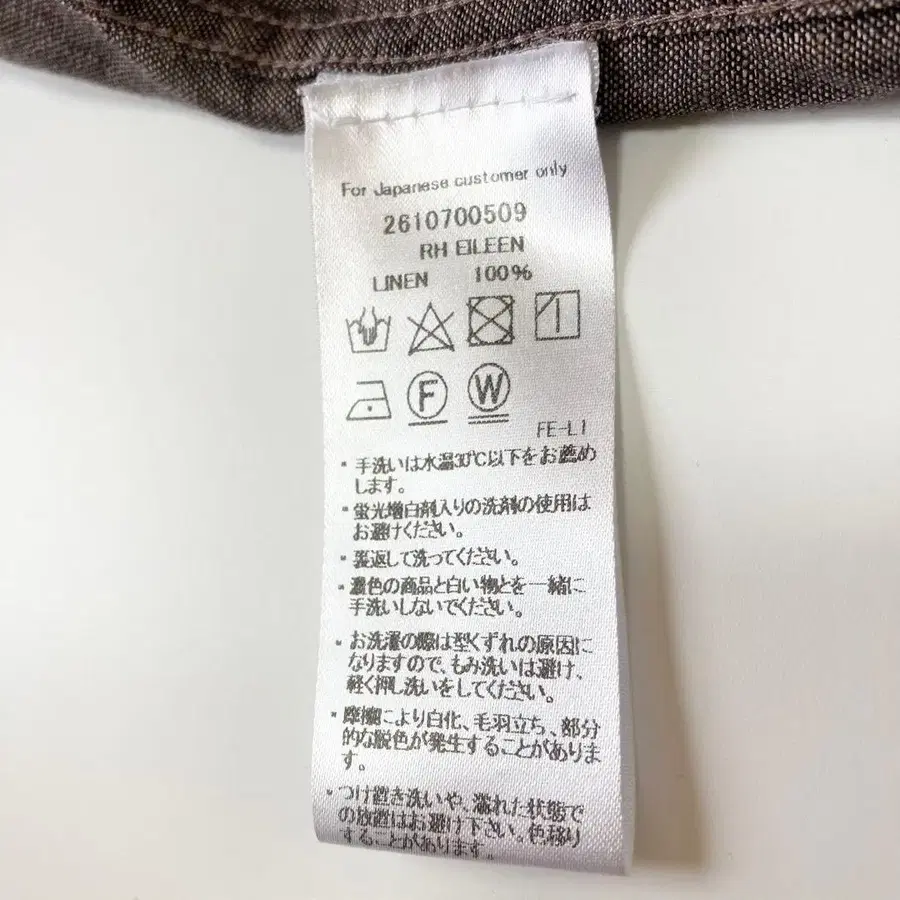 For Japanese customer only
2610700509
RH EILEEN
LINEN 100%
F W
FE-LI
・手洗いは水温30℃以下をお薦め
します。
・蛍光増白剤入りの洗剤の使用は
お避けください。
・裏返して洗ってください。
・濃色の商品と白い物とを一緒に
手洗いしないでください。
・お洗濯の際は型くずれの原因に
なりますので、もみ洗いは避け、
軽く押し洗いをしてください。
・摩擦により白化、毛羽立ち、部分
的な脱色が発生することがありま
す。
・つけ置き洗いや、濡れた状態で
の放置はお避け下さい。色移り
することがあります。